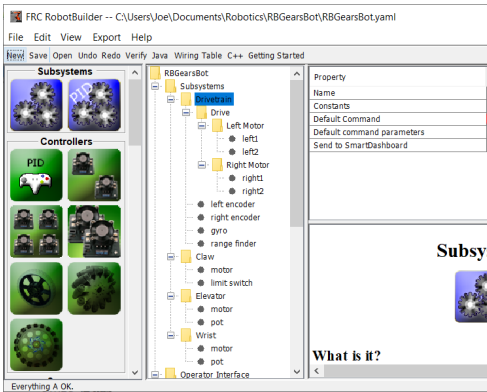 FRC RobotBuilder -- C:\Users\Joe\Documents\Robotics\RBGearsBot\RBGearsBot.yaml
File Edit View Export Help
New Save Open Undo Redo Verify Java Wiring Table C++ Getting Started
Subsystems
PID
Controllers
PID
RBGearsBot
Subsystems
Drivetrain
Drive
Left Motor
left1
left2
Right Motor
right1
right2
left encoder
right encoder
gyro
range finder
Claw
motor
limit switch
Elevator
motor
pot
Wrist
motor
pot
Operator Interface
Property
Name
Constants
Default Command
Default command parameters
Send to SmartDashboard
Subsy
What is it?
Everything A OK.